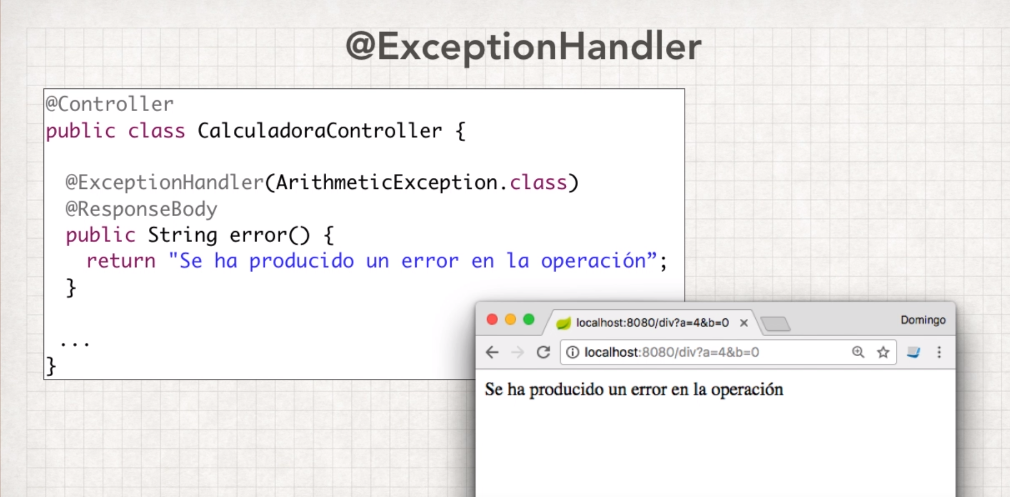 @ExceptionHandler
@Controller
public class CalculadoraController {
@ExceptionHandler(ArithmeticException.class)
@ResponseBody
public String error() {
return "Se ha producido un error en la operación”;
}
...
}
localhost:8080/div?a=4&b=0
Domingo
localhost:8080/div?a=4&b=0
Se ha producido un error en la operación